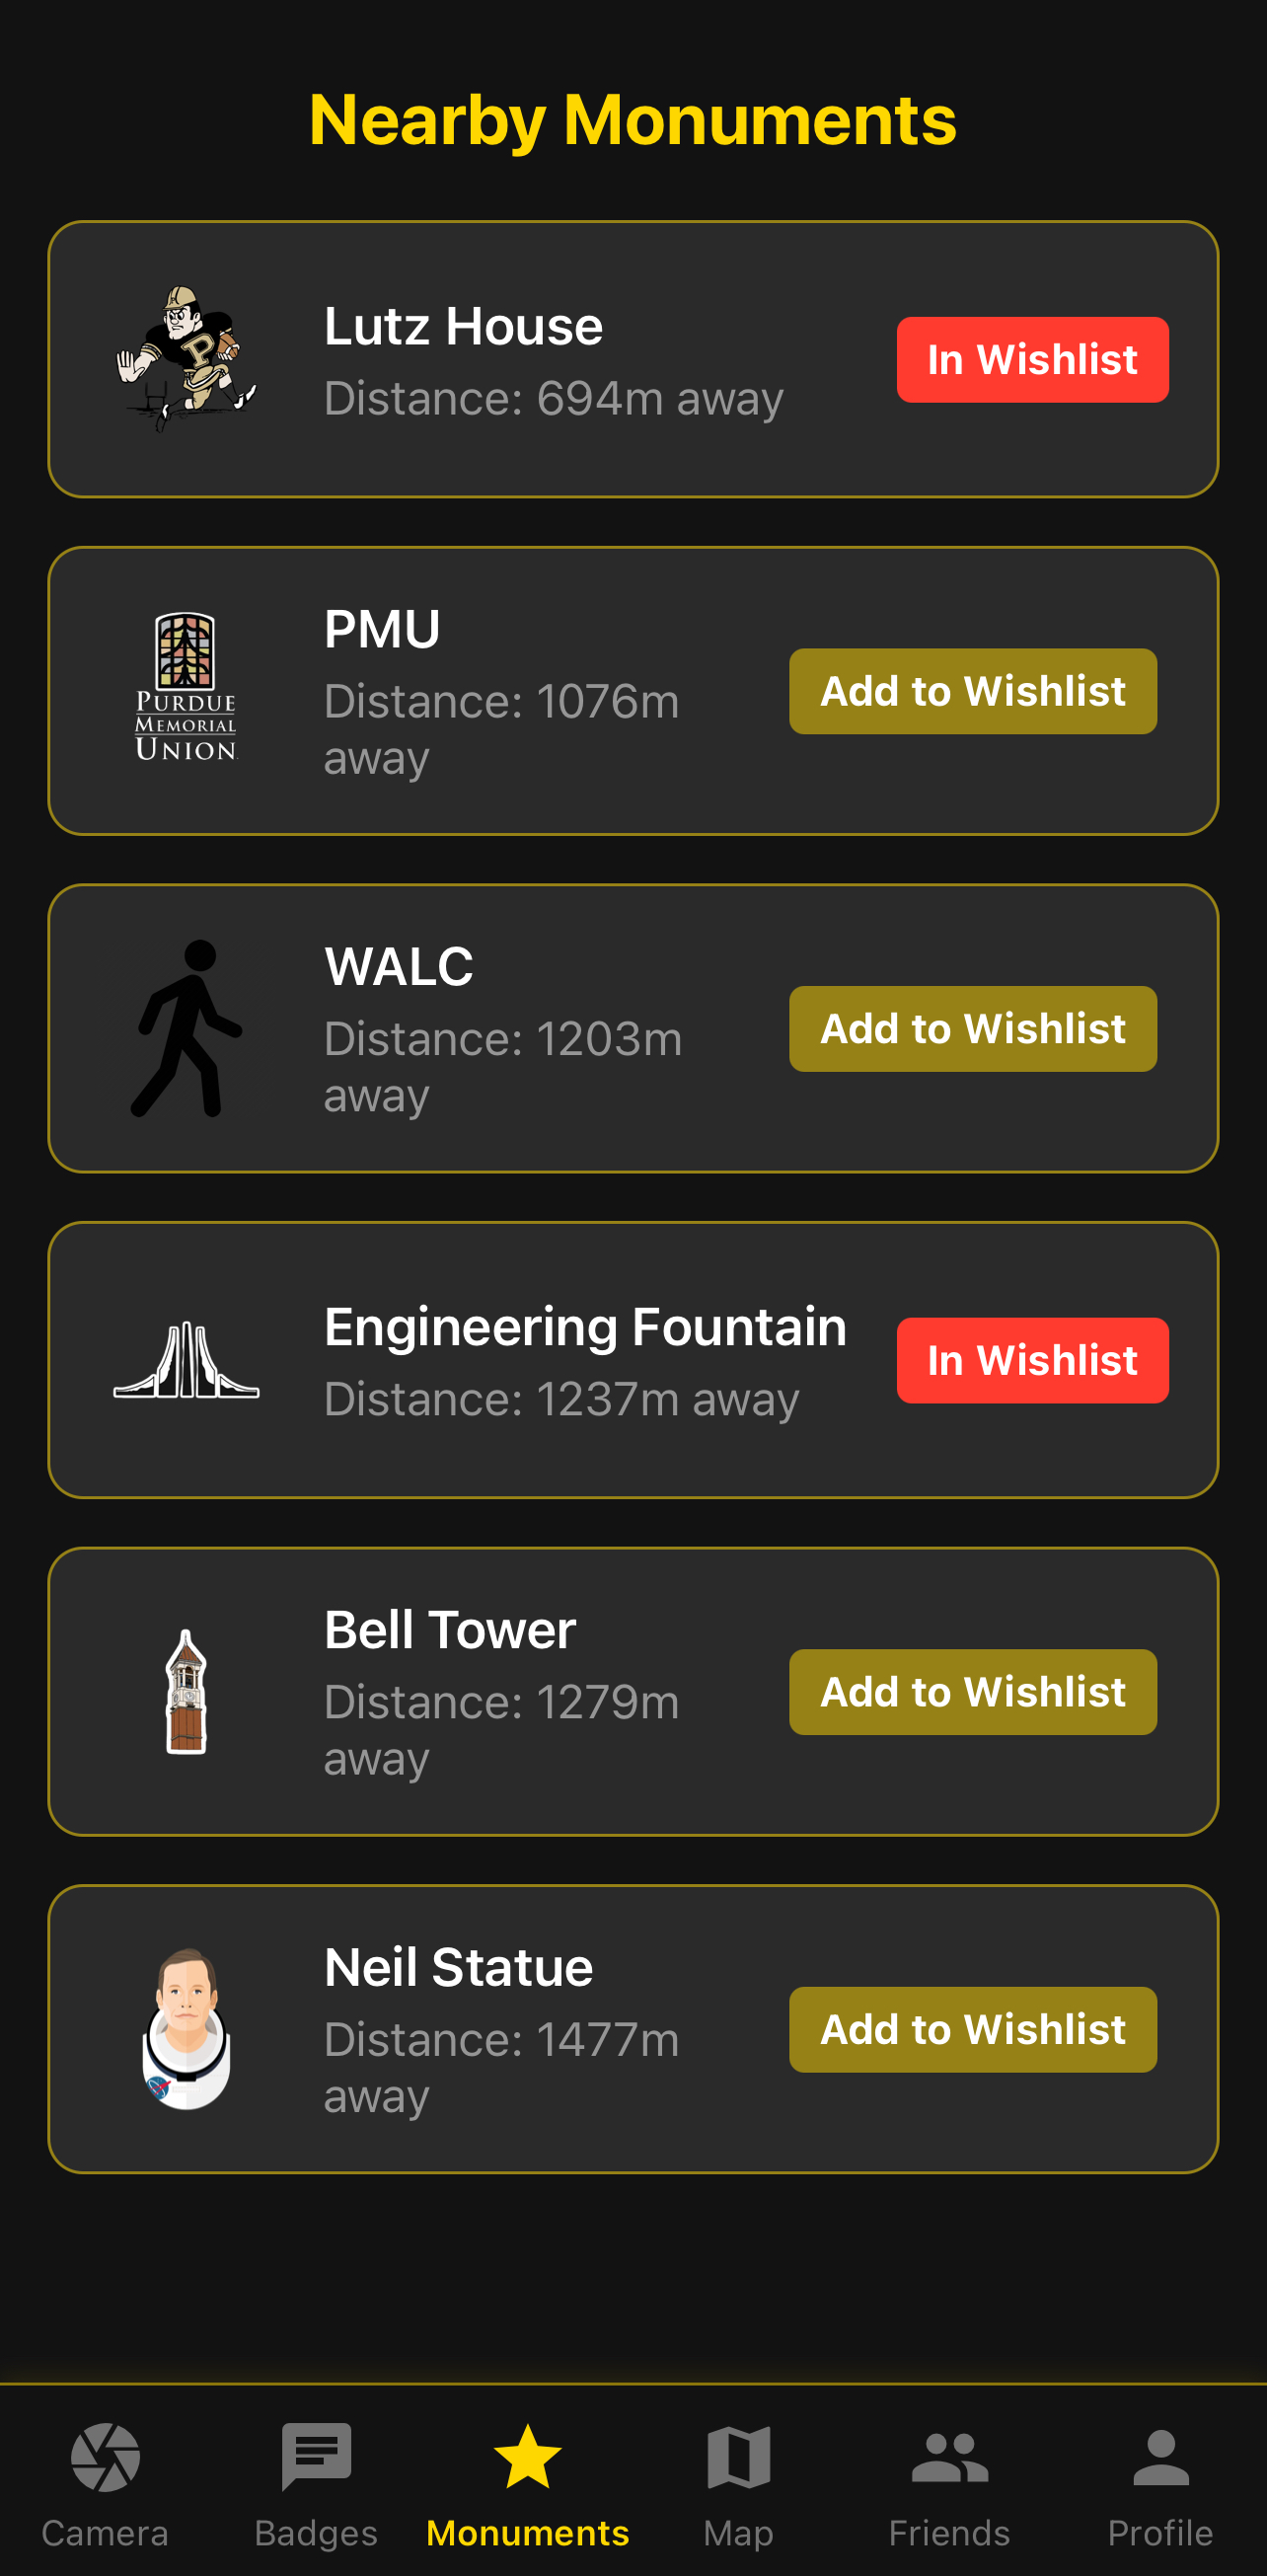 Nearby Monuments
Lutz House
Distance: 694m away
In Wishlist
PURDUE
MEMORIAL
UNION
PMU
Distance: 1076m
away
Add to Wishlist
WALC
Distance: 1203m
away
Add to Wishlist
Engineering Fountain
Distance: 1237m away
In Wishlist
Bell Tower
Distance: 1279m
away
Add to Wishlist
Neil Statue
Distance: 1477m
away
Add to Wishlist
Camera Badges Monuments Map Friends Profile